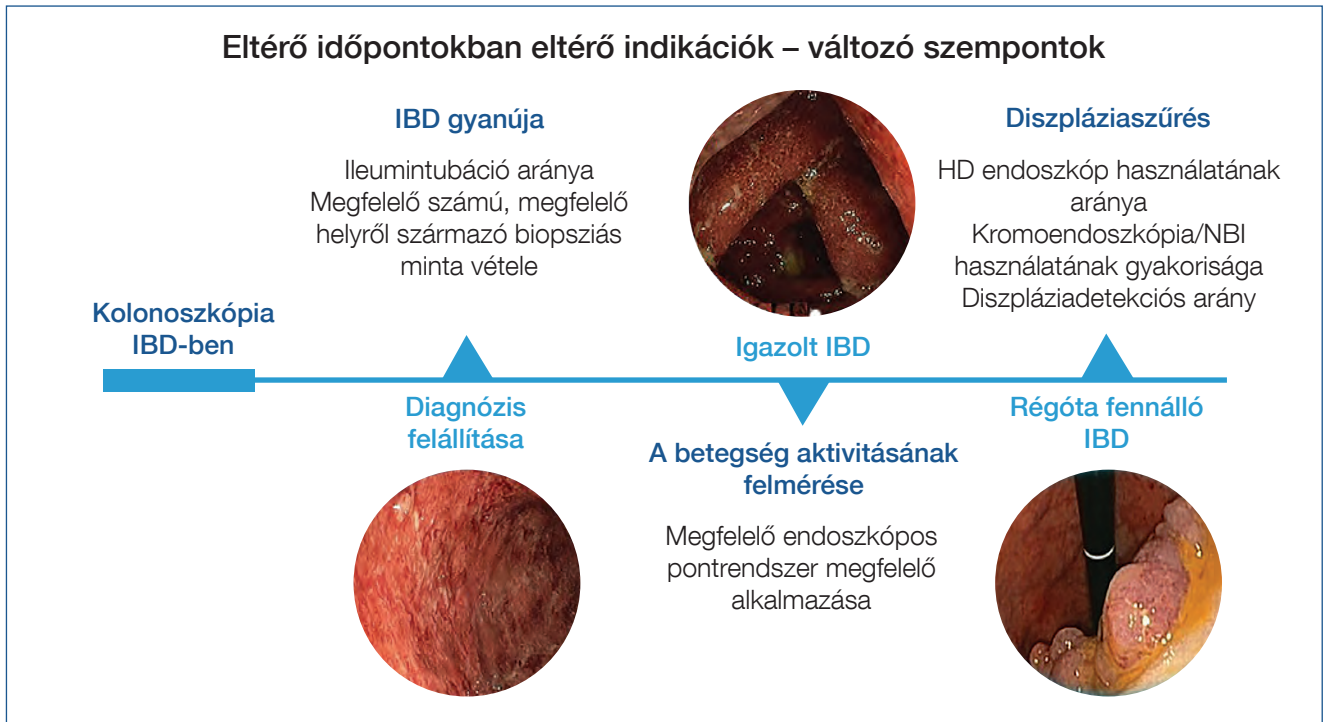 Eltérő időpontokban eltérő indikációk – változó szempontok
Kolonoszkópia
IBD-ben
IBD gyanúja
Ileumintubáció aránya
Megfelelő számú, megfelelő
helyről származó biopsziás
minta vétele
Diagnózis
felállítása
Igazolt IBD
A betegség aktivitásának
felmérése
Megfelelő endoszkópos
pontrendszer megfelelő
alkalmazása
Diszpláziaszűrés
HD endoszkóp használatának
aránya
Kromoendoszkópia/NBI
használatának gyakorisága
Diszpláziadetekciós arány
Régóta fennálló
IBD